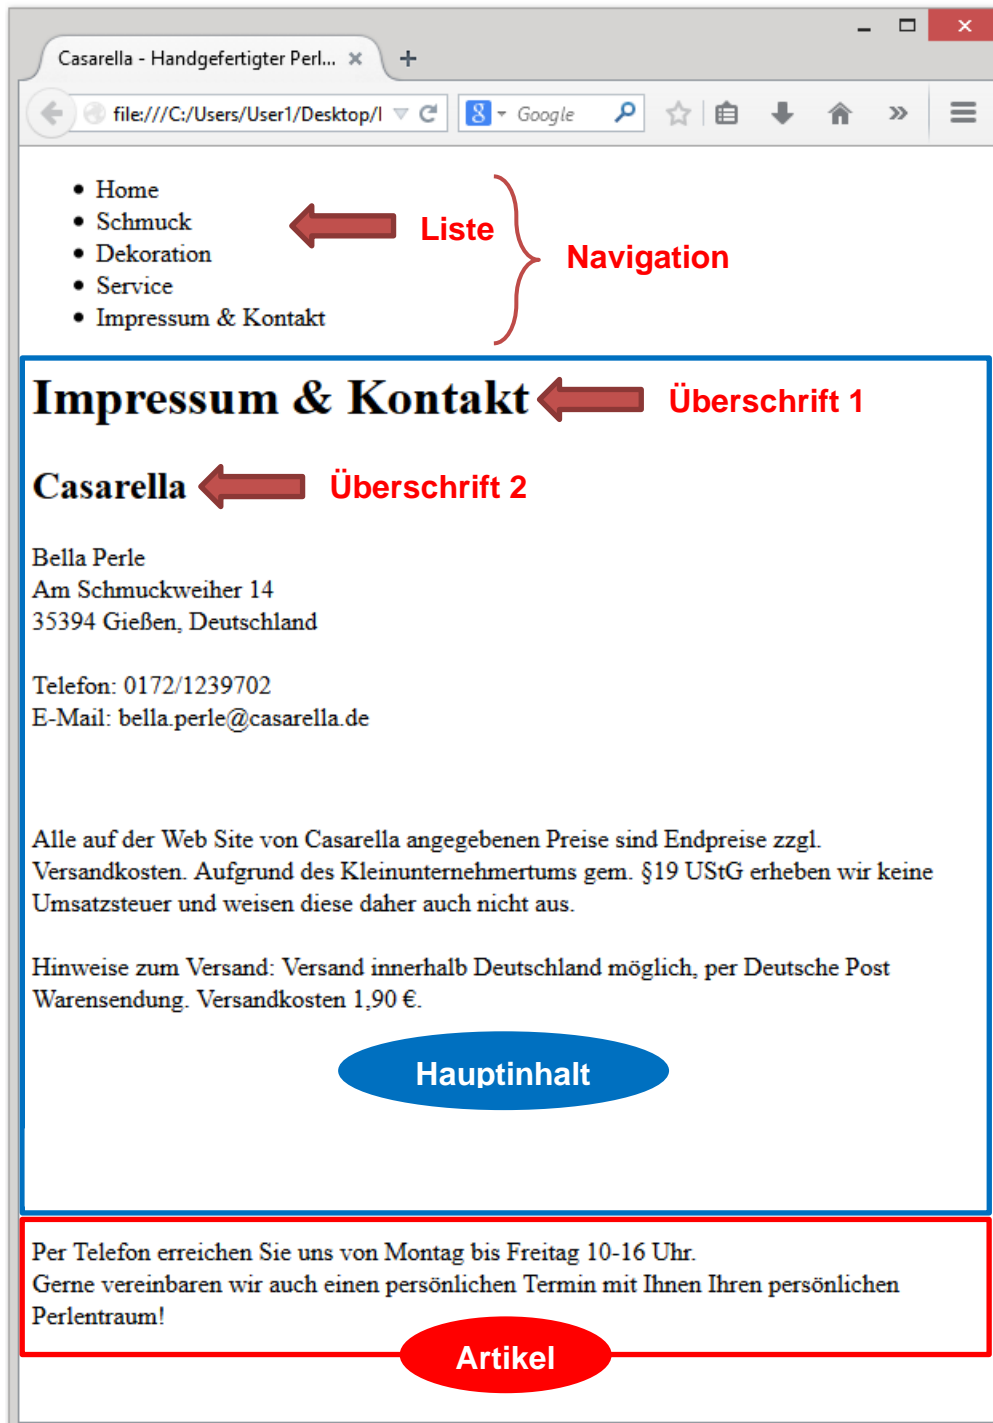 Casarella - Handgefertigter Perl...
file:///C:/Users/User1/Desktop/I
Google
Home
Schmuck
Dekoration
Service
Impressum & Kontakt
Liste
Navigation
Impressum & Kontakt
Überschrift 1
Casarella
Überschrift 2
Bella Perle
Am Schmuckweiher 14
35394 Gießen, Deutschland
Telefon: 0172/1239702
E-Mail: bella.perle@casarella.de
Alle auf der Web Site von Casarella angegebenen Preise sind Endpreise zzgl.
Versandkosten. Aufgrund des Kleinunternehmertums gem. §19 UStG erheben wir keine
Umsatzsteuer und weisen diese daher auch nicht aus.
Hinweise zum Versand: Versand innerhalb Deutschland möglich, per Deutsche Post
Warensendung. Versandkosten 1,90 €.
Hauptinhalt
Per Telefon erreichen Sie uns von Montag bis Freitag 10-16 Uhr.
Gerne vereinbaren wir auch einen persönlichen Termin mit Ihnen Ihren persönlichen
Perlentraum!
Artikel